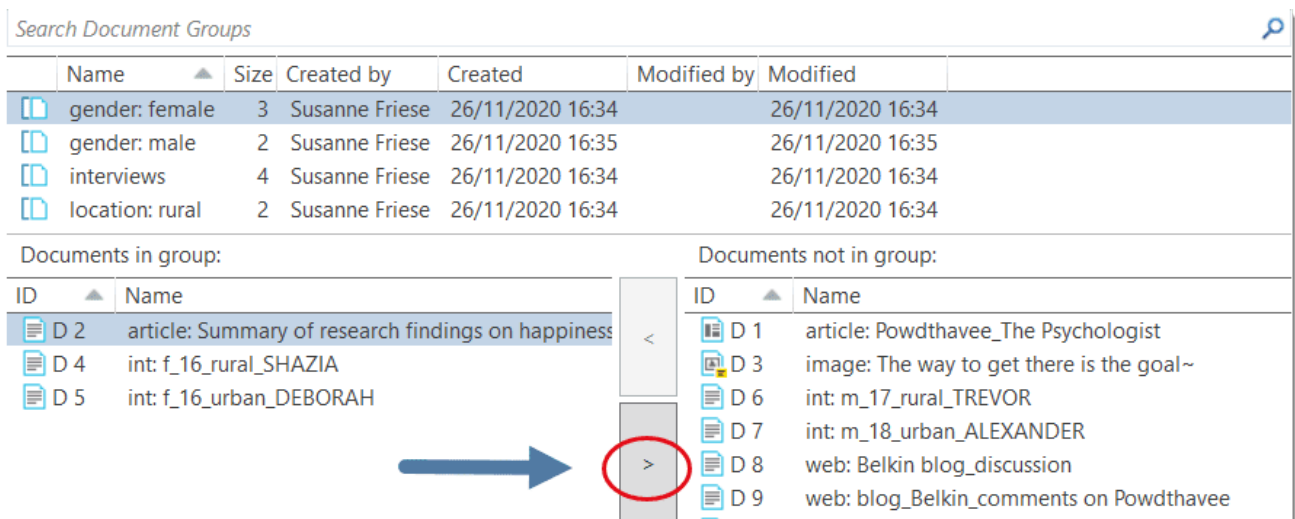 Search Document Groups
Name Size Created by Created Modified by Modified
gender: female 3 Susanne Friese 26/11/2020 16:34 26/11/2020 16:34
gender: male 2 Susanne Friese 26/11/2020 16:35 26/11/2020 16:35
interviews 4 Susanne Friese 26/11/2020 16:34 26/11/2020 16:34
location: rural 2 Susanne Friese 26/11/2020 16:34 26/11/2020 16:34
Documents in group:
ID Name
D 2 article: Summary of research findings on happiness
D 4 int: f_16_rural_SHAZIA
D 5 int: f_16_urban_DEBORAH
<
>
Documents not in group:
ID Name
D 1 article: Powdthavee_The Psychologist
D 3 image: The way to get there is the goal~
D 6 int: m_17_rural_TREVOR
D 7 int: m_18_urban_ALEXANDER
D 8 web: Belkin blog_discussion
D 9 web: blog_Belkin_comments on Powdthavee